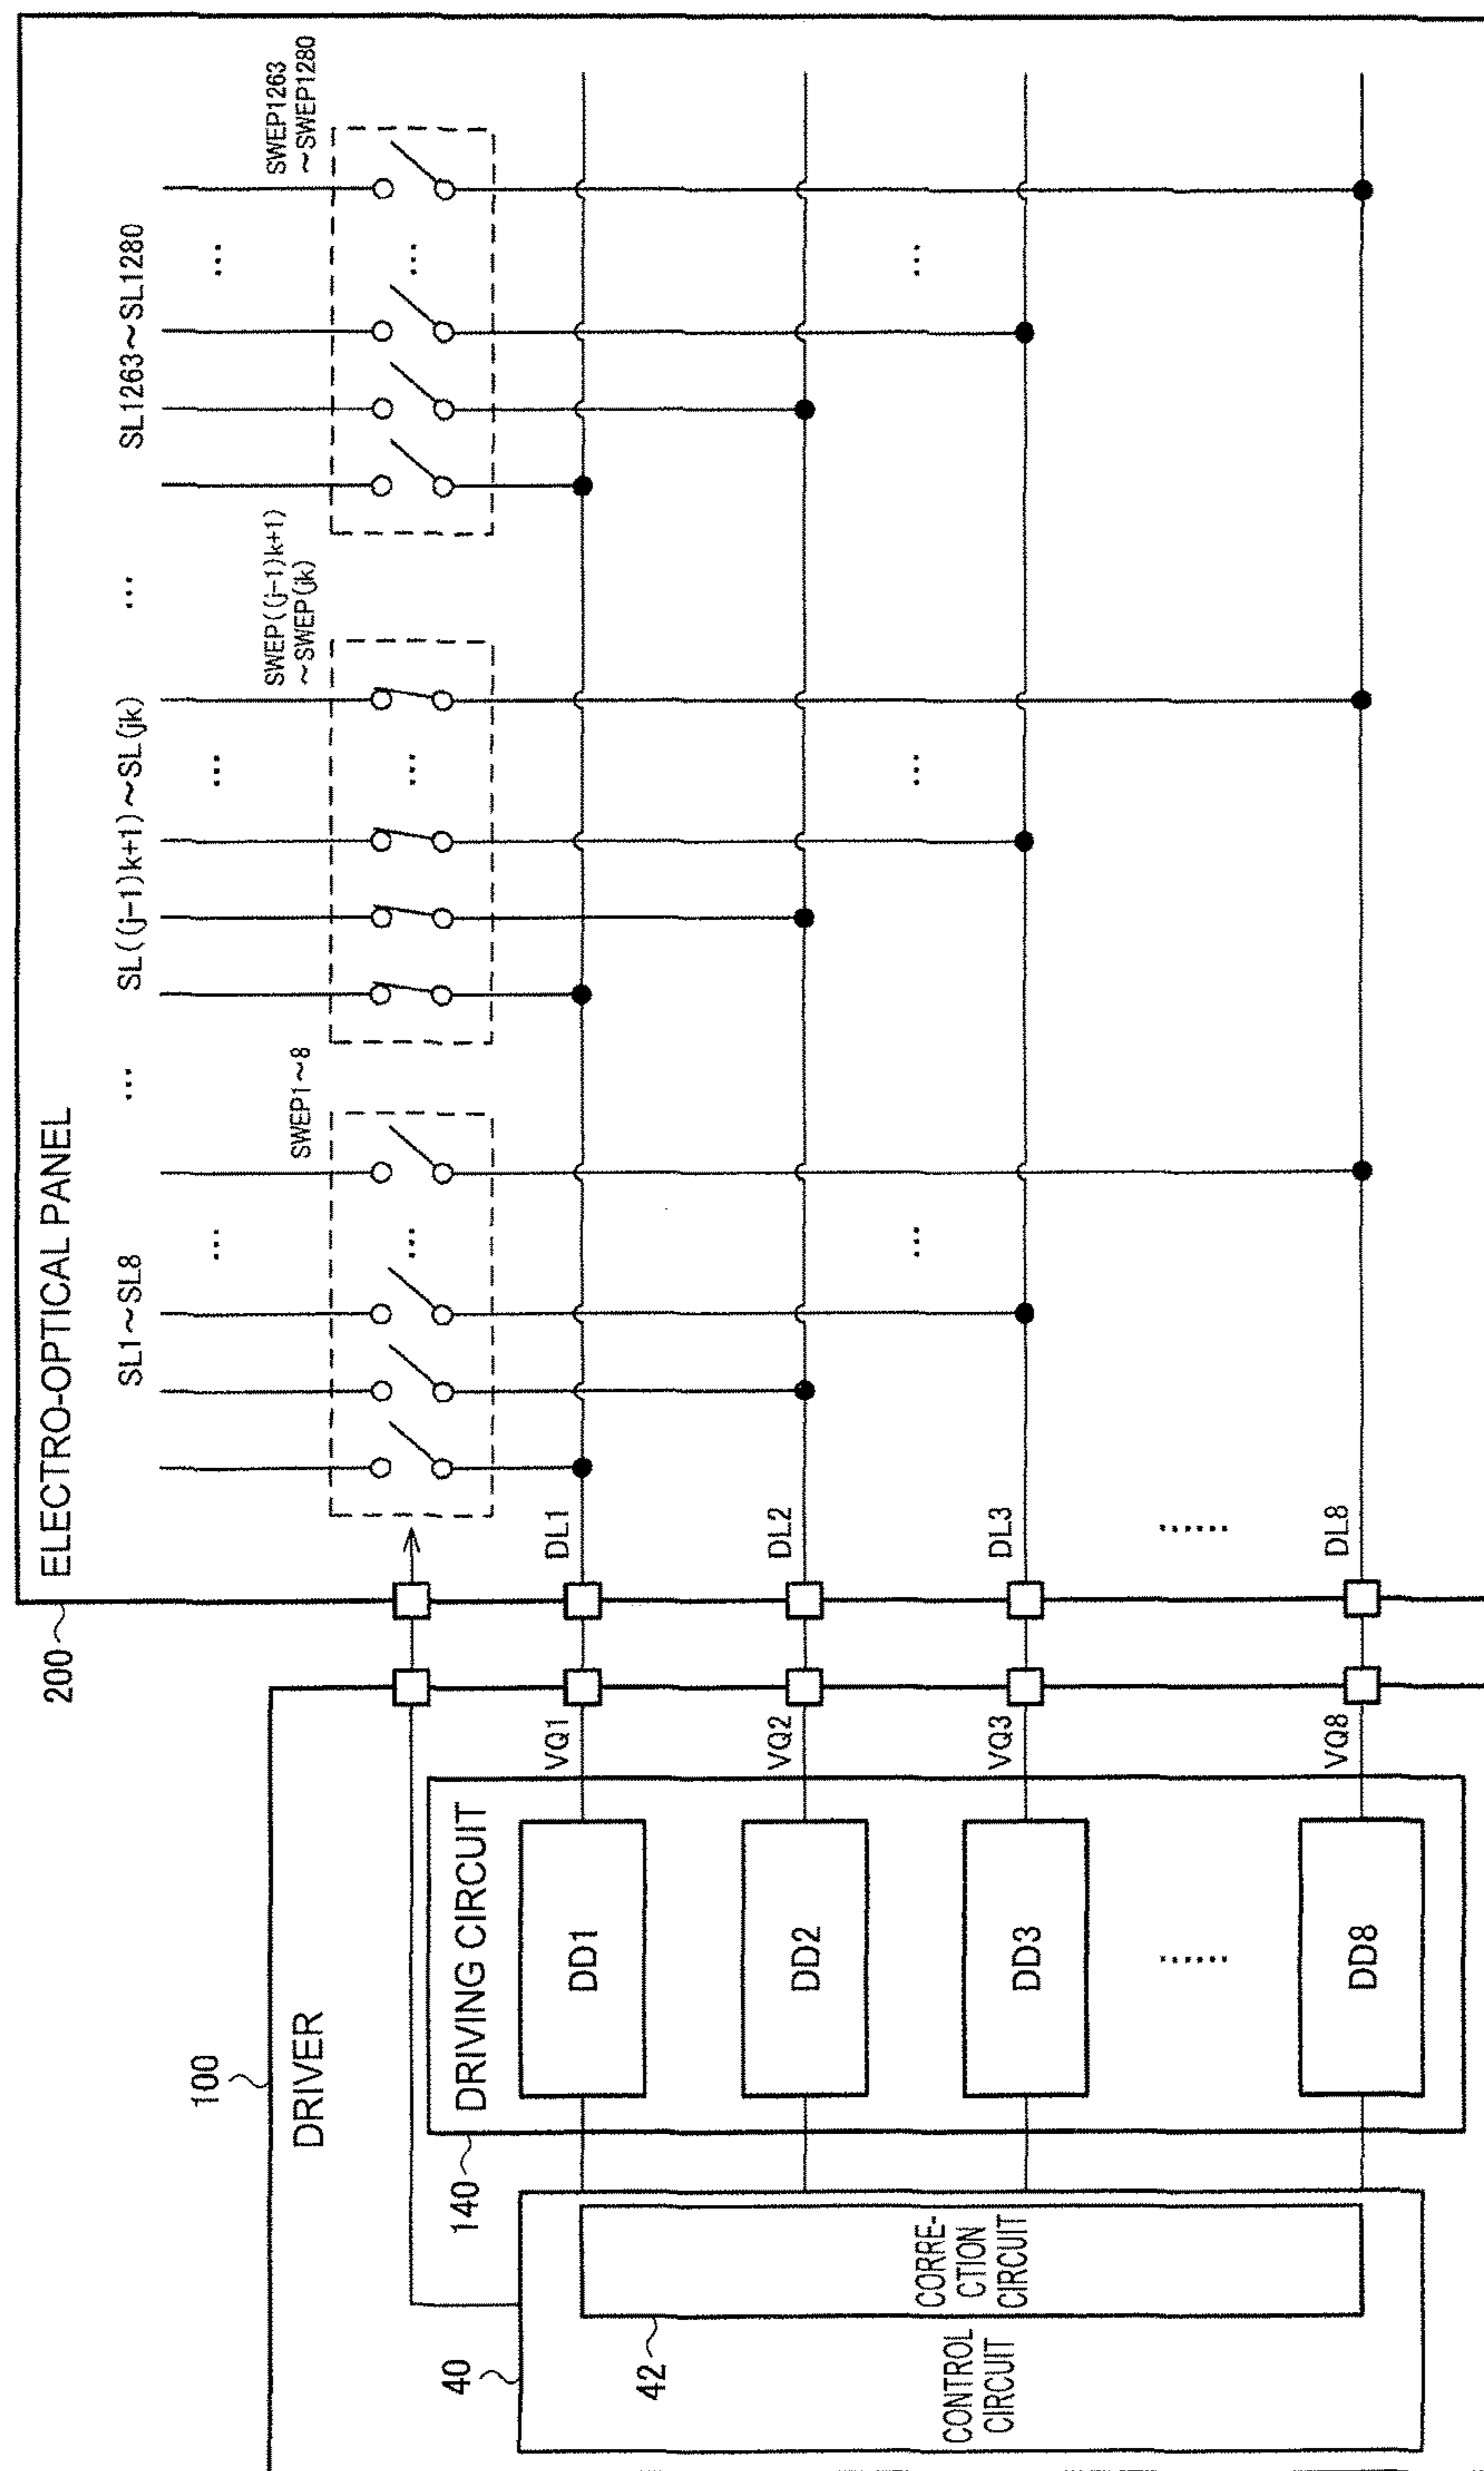 200
ELECTRO-OPTICAL PANEL
SL1~SL8
...
SL((j-1)k+1)~SL(jk)
...
SL1263~SL1280
...
...
...
SWEP1~8
SWEP((j-1)k+1)
~SWEP(jk)
SWEP1263
~SWEP1280
...
...
...
100
DRIVER
140
DRIVING CIRCUIT
40
CONTROL
CIRCUIT
42
CORRE-
CTION
CIRCUIT
DD1
VQ1
DL1
DD2
VQ2
DL2
...
...
...
DD3
VQ3
DL3
......
......
DD8
VQ8
DL8